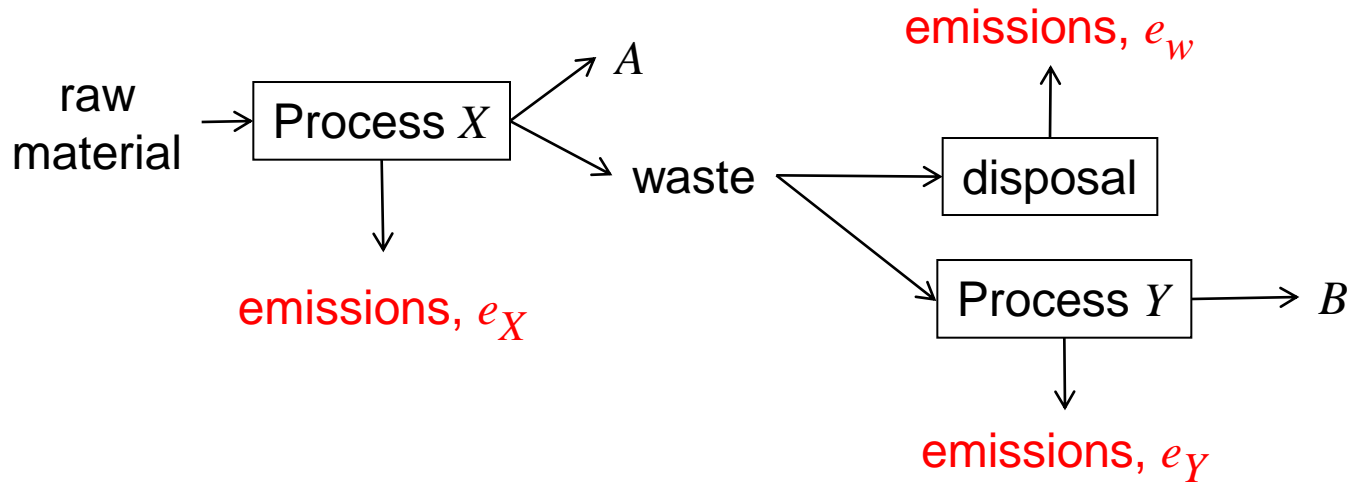 raw
material
Process X
A
waste
emissions, e_X
emissions, e_w
disposal
Process Y
B
emissions, e_Y